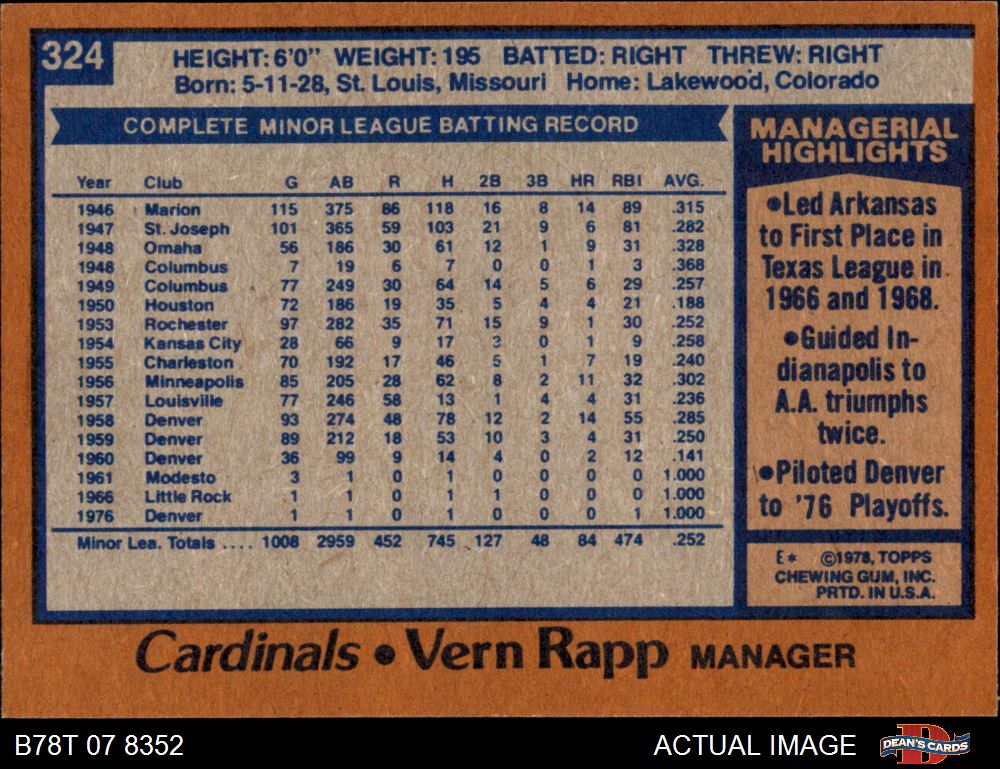 324
HEIGHT: 6'0" WEIGHT: 195 BATTED: RIGHT THREW: RIGHT
Born: 5-11-28, St. Louis, Missouri Home: Lakewood, Colorado
COMPLETE MINOR LEAGUE BATTING RECORD
Year Club G AB R H 2B 3B HR RBI AVG.
1946 Marion 115 375 86 118 16 8 14 89 .315
1947 St. Joseph 101 365 59 103 21 9 6 81 .282
1948 Omaha 56 186 30 61 12 1 9 31 .328
1948 Columbus 7 19 6 7 0 0 1 3 .368
1949 Columbus 77 249 30 64 14 5 6 29 .257
1950 Houston 72 186 19 35 5 4 4 21 .188
1953 Rochester 97 282 35 71 15 9 1 30 .252
1954 Kansas City 28 66 9 17 3 0 1 9 .258
1955 Charleston 70 192 17 46 5 1 7 19 .240
1956 Minneapolis 85 205 28 62 8 2 11 32 .302
1957 Louisville 77 246 58 13 1 4 4 31 .236
1958 Denver 93 274 48 78 12 2 14 55 .285
1959 Denver 89 212 18 53 10 3 4 31 .250
1960 Denver 36 99 9 14 4 0 2 12 .141
1961 Modesto 3 1 0 1 0 0 0 0 1.000
1966 Little Rock 1 1 0 1 1 0 0 0 1.000
1976 Denver 1 1 0 1 0 0 0 1 1.000
Minor Lea. Totals .... 1008 2959 452 745 127 48 84 474 .252
MANAGERIAL
HIGHLIGHTS
•Led Arkansas
to First Place in
Texas League in
1966 and 1968.
•Guided In-
dianapolis to
A.A. triumphs
twice.
•Piloted Denver
to '76 Playoffs.
E* ©1978, TOPPS
CHEWING GUM, INC.
PRTD. IN U.S.A.
Cardinals • Vern Rapp MANAGER
B78T 07 8352
ACTUAL IMAGE
D
DEAN'S CARDS